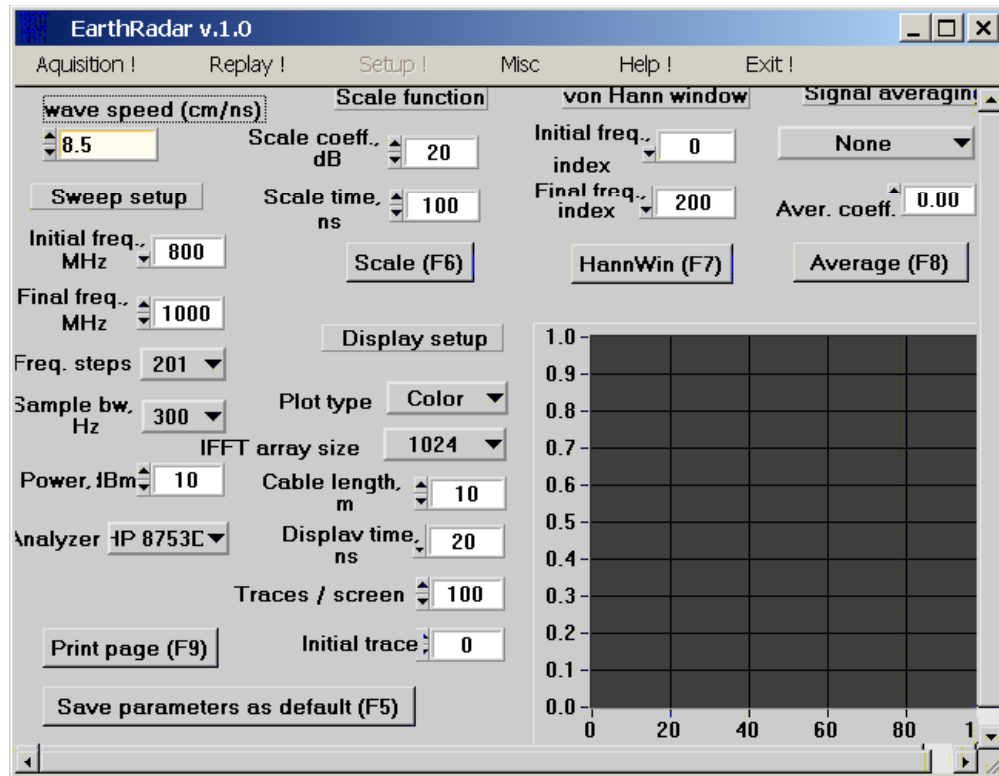 EarthRadar v.1.0
Aquisition ! Replay ! Setup ! Misc Help ! Exit !
wave speed (cm/ns)
8.5
Sweep setup
Initial freq.,
MHz
800
Final freq.,
MHz
1000
Freq. steps 201
Sample bw,
Hz
300
Power, dBm 10
Analyzer HP 8753D
Print page (F9)
Save parameters as default (F5)
Scale function
Scale coeff.,
dB
20
Scale time,
ns
100
Scale (F6)
Display setup
Plot type Color
IFFT array size 1024
Cable length,
m
10
Display time,
ns
20
Traces / screen 100
Initial trace 0
von Hann window
Initial freq.,
index
0
Final freq.,
index
200
HannWin (F7)
Signal averagin
None
Aver. coeff. 0.00
Average (F8)
1.0
0.9
0.8
0.7
0.6
0.5
0.4
0.3
0.2
0.1
0.0
0 20 40 60 80 1